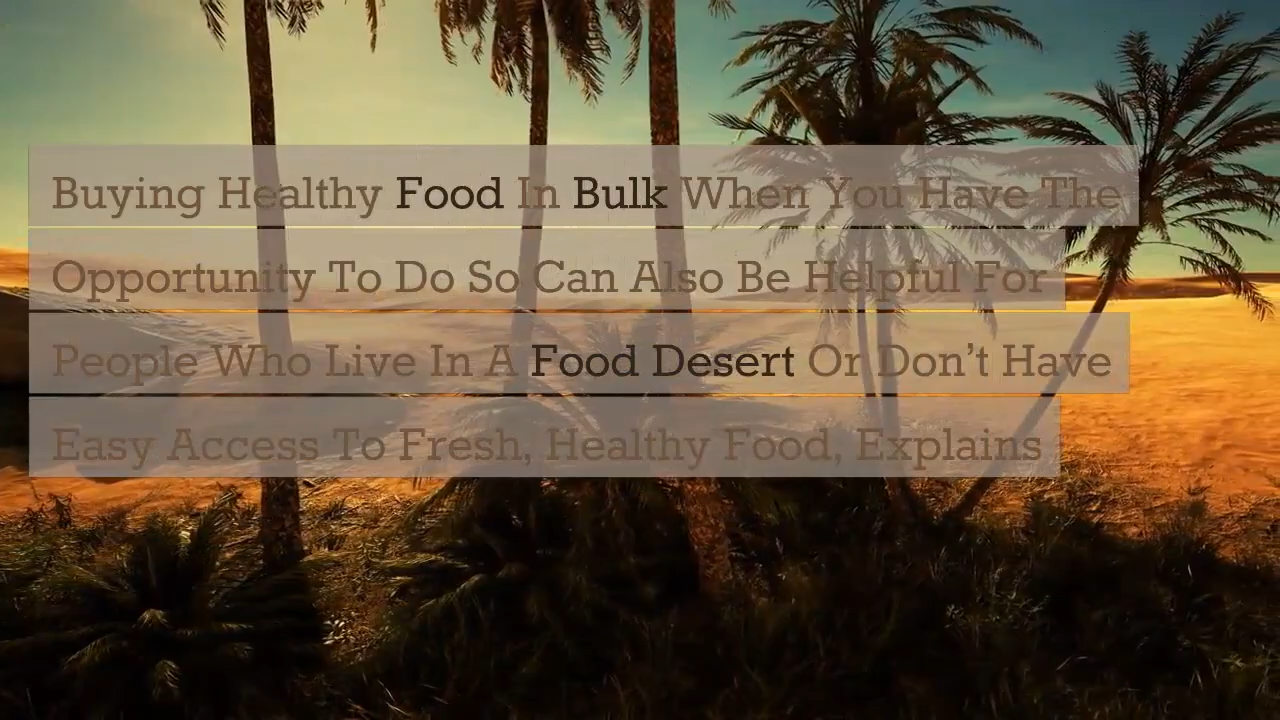 Buying Healthy Food In Bulk When You Have The
Opportunity To Do So Can Also Be Helpful For
People Who Live In A Food Desert Or Don’t Have
Easy Access To Fresh, Healthy Food, Explains